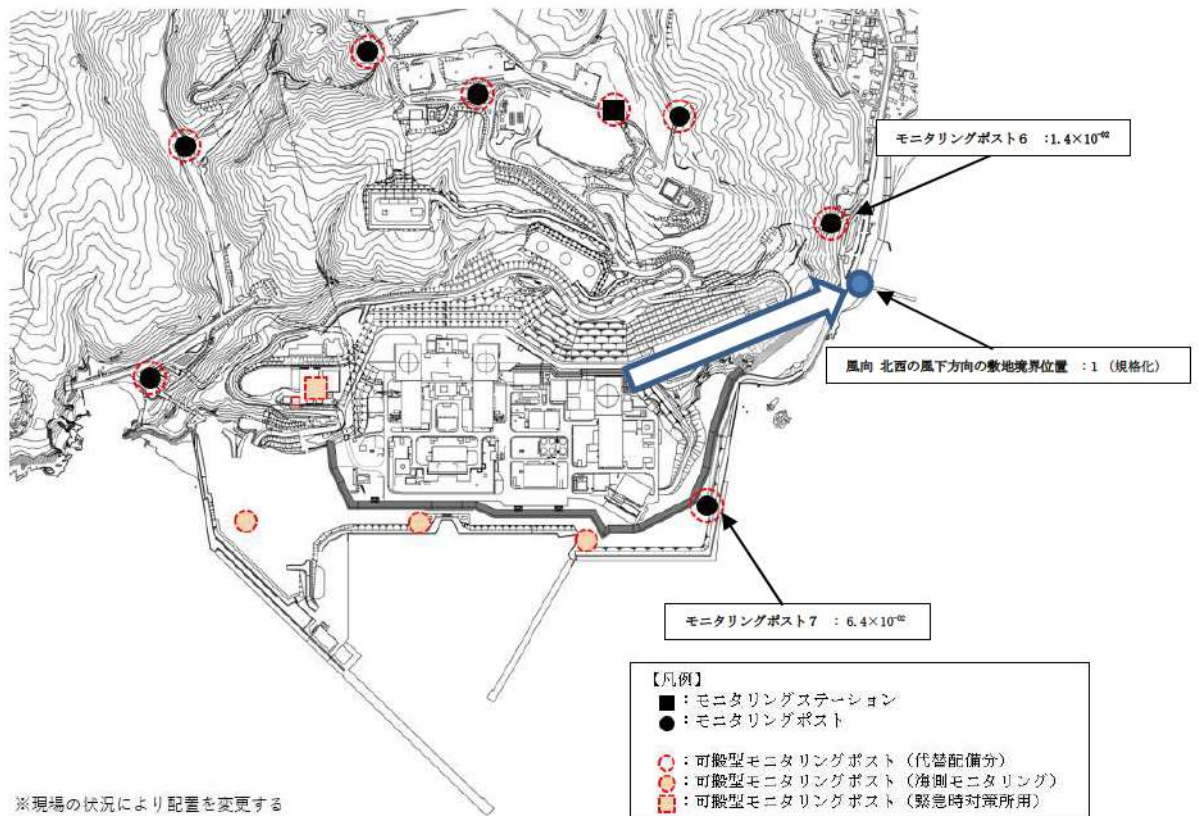 モニタリングポスト6 ：1.4×10⁻⁰²
風向 北西の風下方向の敷地境界位置 ：1 （規格化）
モニタリングポスト7 ：6.4×10⁻⁰²
【凡例】
■：モニタリングステーション
●：モニタリングポスト
：可搬型モニタリングポスト（代替配備分）
：可搬型モニタリングポスト（海側モニタリング）
：可搬型モニタリングポスト（緊急時対策所用）
※現場の状況により配置を変更する